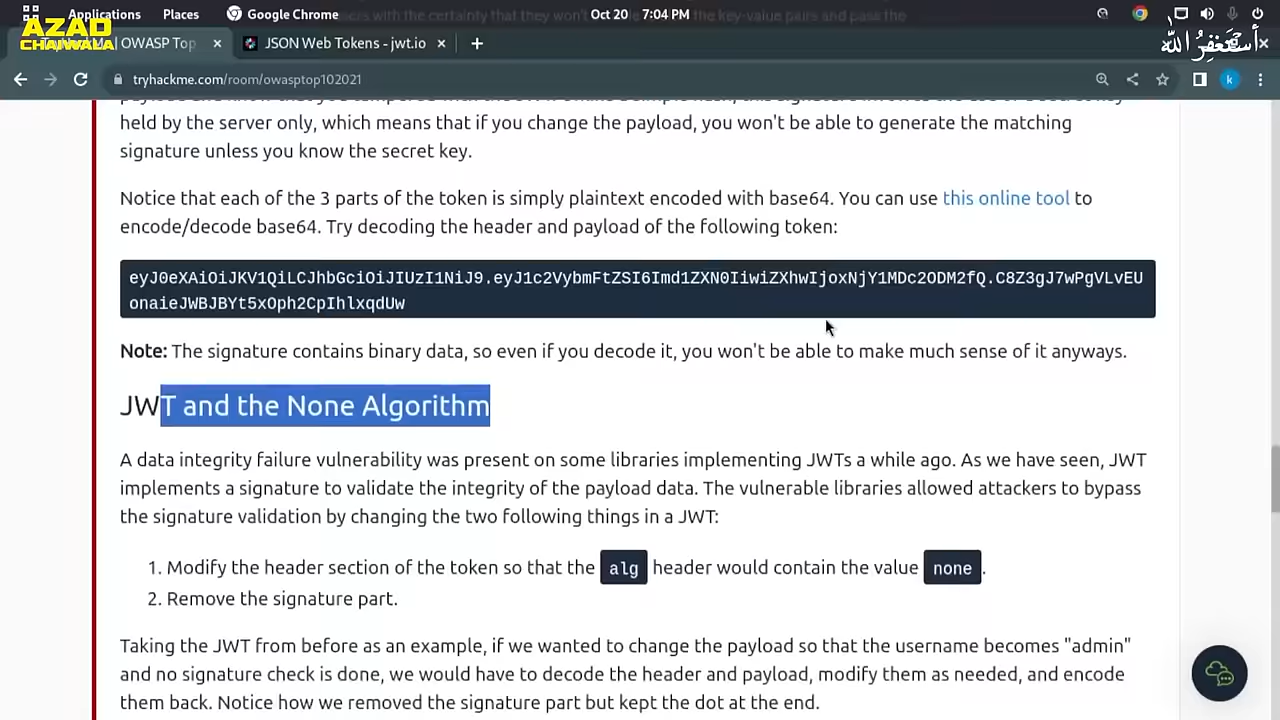 Applications Places Google Chrome Oct 20 7:04 PM
AZAD
CHAIWALA
أستغفر الله
OWASP Top
JSON Web Tokens - jwt.io
tryhackme.com/room/owasptop102021
k
held by the server only, which means that if you change the payload, you won't be able to generate the matching
signature unless you know the secret key.
Notice that each of the 3 parts of the token is simply plaintext encoded with base64. You can use this online tool to
encode/decode base64. Try decoding the header and payload of the following token:
eyJ0eXAiOiJKV1QiLCJhbGciOiJIUzI1NiJ9.eyJ1c2VybmFtZSI6Imd1ZXN0IiwiZXhwIjoxNjY1MDc2ODM2fQ.C8Z3gJ7wPgVLvEU
onaieJWBJBYt5xOph2CpIhlxqdUw
Note: The signature contains binary data, so even if you decode it, you won't be able to make much sense of it anyways.
JWT and the None Algorithm
A data integrity failure vulnerability was present on some libraries implementing JWTs a while ago. As we have seen, JWT
implements a signature to validate the integrity of the payload data. The vulnerable libraries allowed attackers to bypass
the signature validation by changing the two following things in a JWT:
1. Modify the header section of the token so that the alg header would contain the value none.
2. Remove the signature part.
Taking the JWT from before as an example, if we wanted to change the payload so that the username becomes "admin"
and no signature check is done, we would have to decode the header and payload, modify them as needed, and encode
them back. Notice how we removed the signature part but kept the dot at the end.